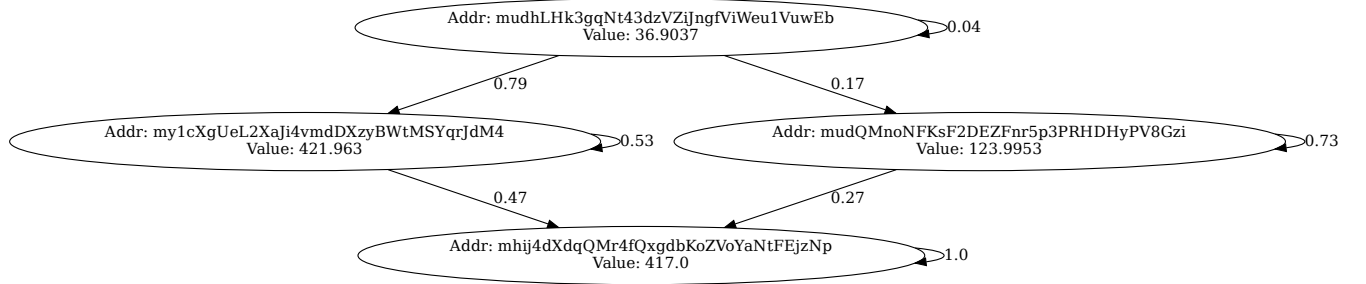 Addr: mudhLHk3gqNt43dzVZiJngfViWeu1VuwEb
Value: 36.9037
0.04
0.79
0.17
Addr: my1cXgUeL2XaJi4vmdDXzyBWtMSYqrJdM4
Value: 421.963
0.53
Addr: mudQMnoNFKsF2DEZFnr5p3PRHDHyPV8Gzi
Value: 123.9953
0.73
0.47
0.27
Addr: mhij4dXdqQMr4fQxgdbKoZVoYaNtFEjzNp
Value: 417.0
1.0